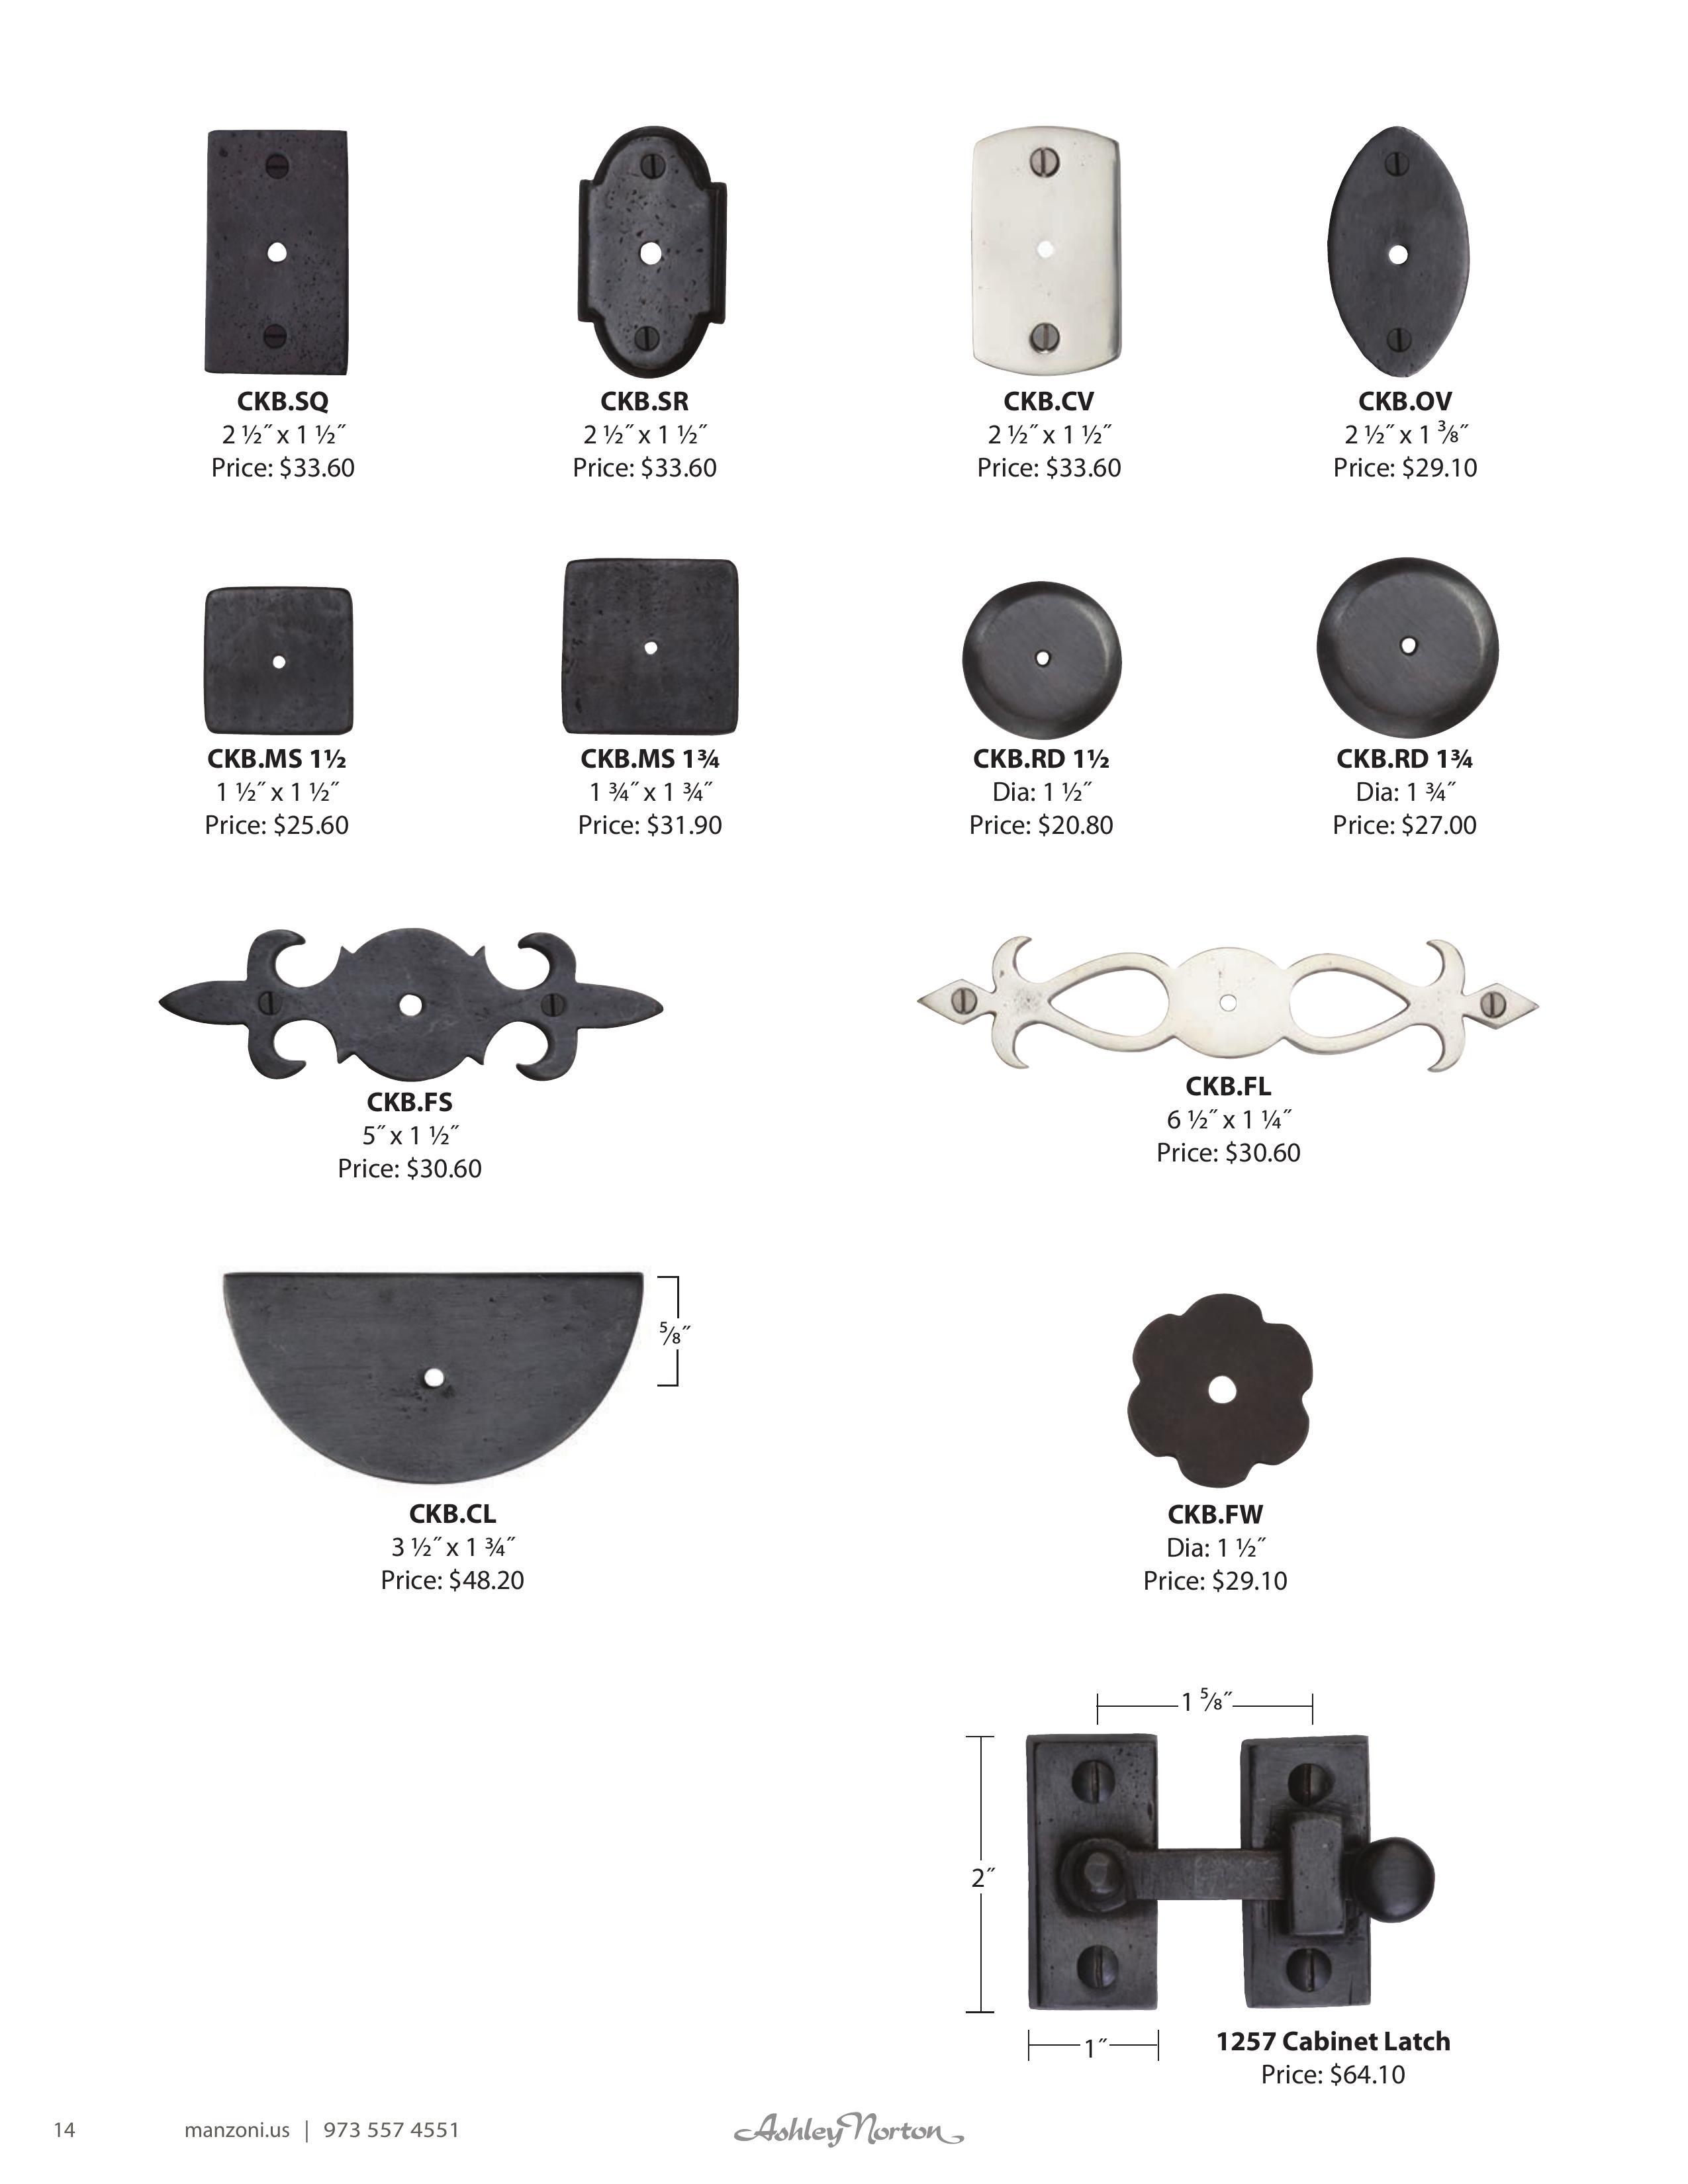 CKB.SQ
2 ½˝ x 1 ½˝
Price: $33.60
CKB.SR
2 ½˝ x 1 ½˝
Price: $33.60
CKB.CV
2 ½˝ x 1 ½˝
Price: $33.60
CKB.OV
2 ½˝ x 1 ⅜˝
Price: $29.10
CKB.MS 1½
1 ½˝ x 1 ½˝
Price: $25.60
CKB.MS 1¾
1 ¾˝ x 1 ¾˝
Price: $31.90
CKB.RD 1½
Dia: 1 ½˝
Price: $20.80
CKB.RD 1¾
Dia: 1 ¾˝
Price: $27.00
CKB.FS
5˝ x 1 ½˝
Price: $30.60
CKB.FL
6 ½˝ x 1 ¼˝
Price: $30.60
⅝˝
CKB.CL
3 ½˝ x 1 ¾˝
Price: $48.20
CKB.FW
Dia: 1 ½˝
Price: $29.10
1 ⅝˝
2˝
1˝
1257 Cabinet Latch
Price: $64.10
14
manzoni.us | 973 557 4551
Ashley Norton